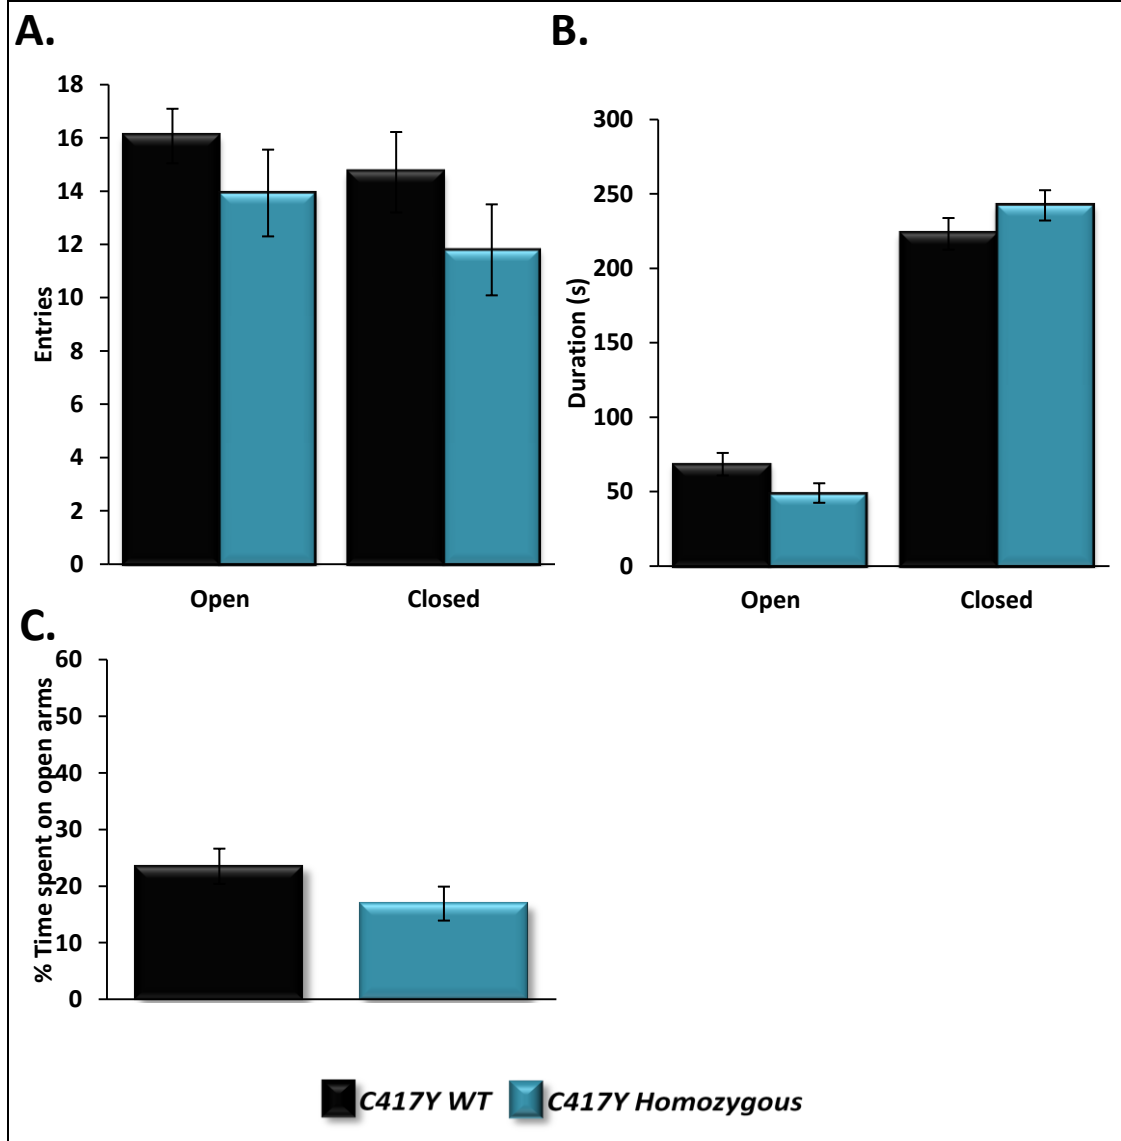 A.
18
16
14
12
10
8
6
4
2
0
Entries
Open Closed
B.
300
250
200
150
100
50
0
Duration (s)
Open Closed
C.
60
50
40
30
20
10
0
% Time spent on open arms
C417Y WT C417Y Homozygous